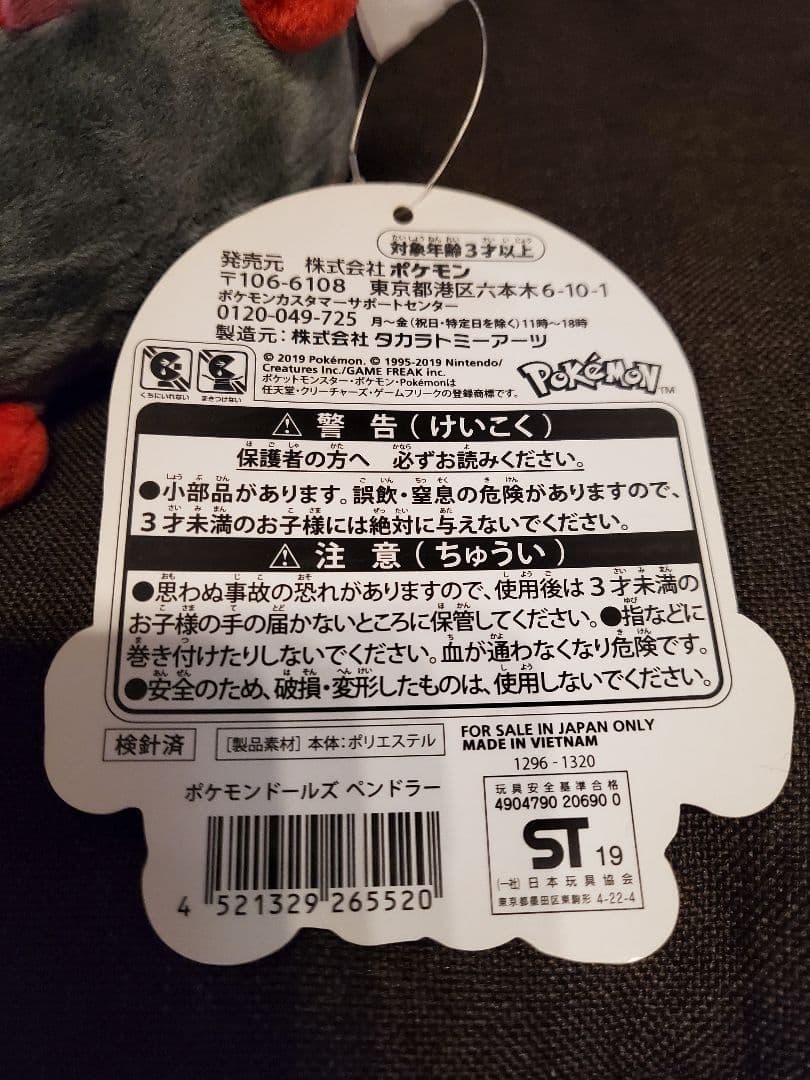 対象年齢3才以上
発売元 株式会社ポケモン
〒106-6108 東京都港区六本木6-10-1
ポケモンカスタマーサポートセンター
0120-049-725 月〜金(祝日・特定日を除く)11時〜18時
製造元:株式会社 タカラトミーアーツ
くちにいれない
まきつけない
© 2019 Pokémon. © 1995-2019 Nintendo/
Creatures Inc./GAME FREAK inc.
ポケットモンスター・ポケモン・Pokémonは
任天堂・クリーチャーズ・ゲームフリークの登録商標です。
POKéMON TM
警 告(けいこく)
保護者の方へ 必ずお読みください。
●小部品があります。誤飲・窒息の危険がありますので、
3才未満のお子様には絶対に与えないでください。
注 意(ちゅうい)
●思わぬ事故の恐れがありますので、使用後は3才未満の
お子様の手の届かないところに保管してください。●指などに
巻き付けたりしないでください。血が通わなくなり危険です。
●安全のため、破損・変形したものは、使用しないでください。
検針済
[製品素材] 本体:ポリエステル
FOR SALE IN JAPAN ONLY
MADE IN VIETNAM
1296-1320
ポケモンドールズ ペンドラー
4 521329 265520
玩具安全基準合格
4904790 20690 0
ST 19
(一社)日本玩具協会
東京都墨田区東駒形 4-22-4